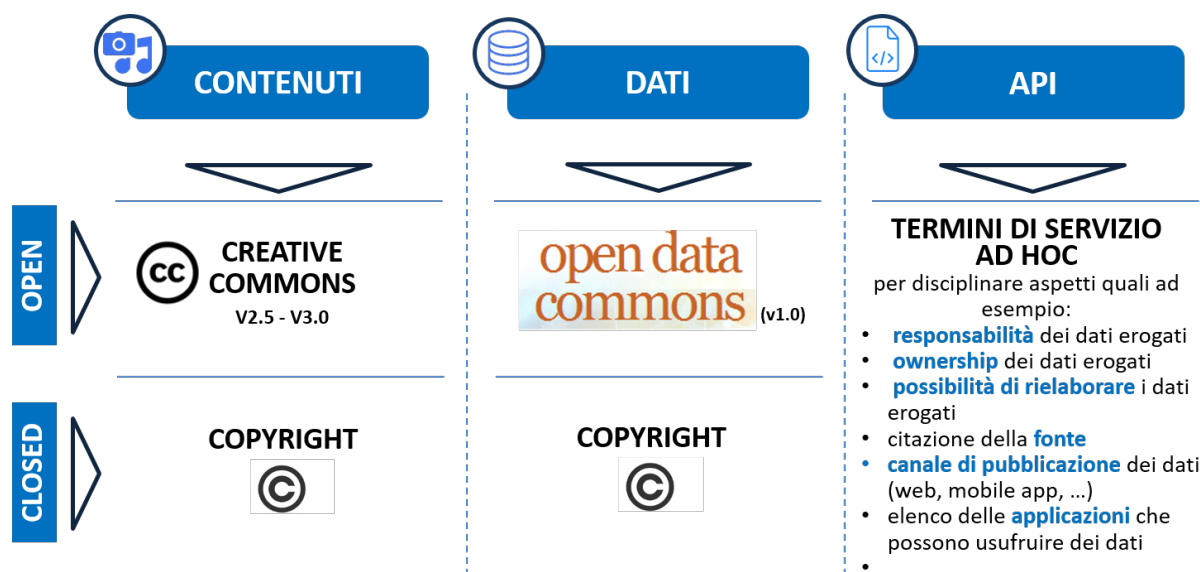 CONTENUTI
DATI
API
OPEN
cc
CREATIVE
COMMONS
V2.5 - V3.0
open data
commons
(v1.0)
TERMINI DI SERVIZIO
AD HOC
per disciplinare aspetti quali ad
esempio:
• responsabilità dei dati erogati
• ownership dei dati erogati
• possibilità di rielaborare i dati
erogati
• citazione della fonte
• canale di pubblicazione dei dati
(web, mobile app, ...)
• elenco delle applicazioni che
possono usufruire dei dati
•
CLOSED
COPYRIGHT
©
COPYRIGHT
©